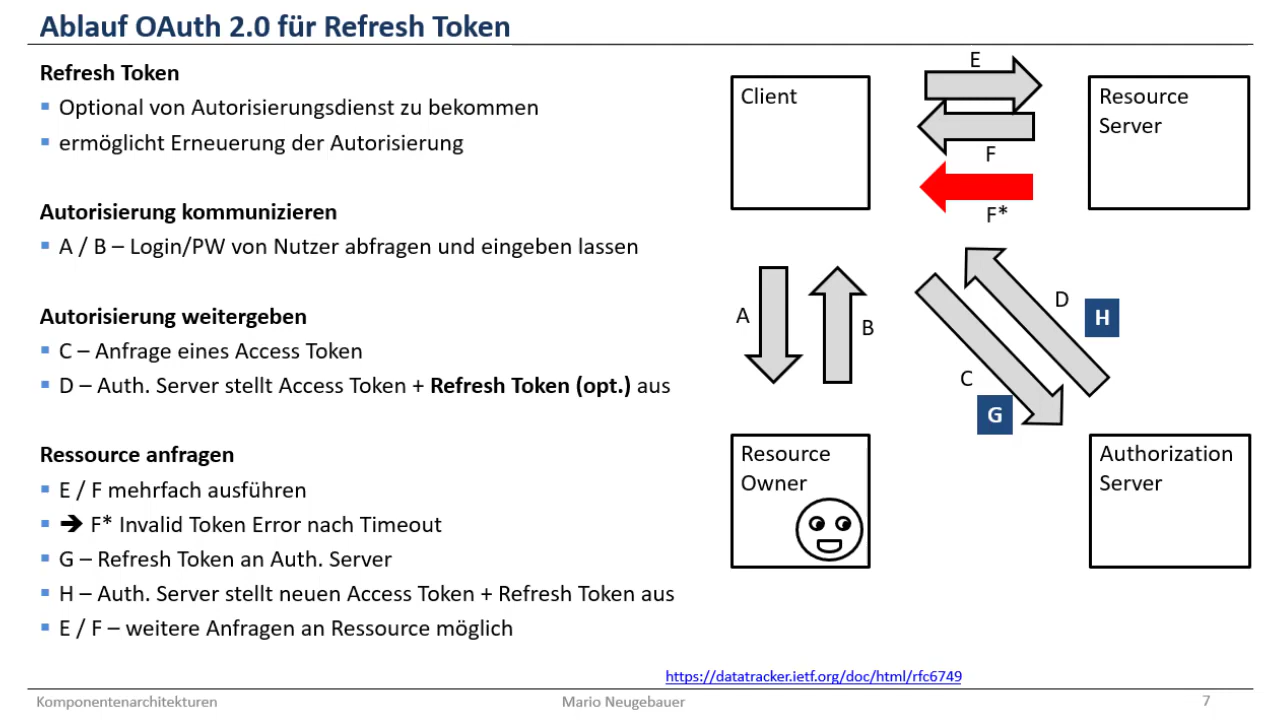 Ablauf OAuth 2.0 für Refresh Token
Refresh Token
▪ Optional von Autorisierungsdienst zu bekommen
▪ ermöglicht Erneuerung der Autorisierung
Autorisierung kommunizieren
▪ A / B – Login/PW von Nutzer abfragen und eingeben lassen
Autorisierung weitergeben
▪ C – Anfrage eines Access Token
▪ D – Auth. Server stellt Access Token + Refresh Token (opt.) aus
Ressource anfragen
▪ E / F mehrfach ausführen
▪ ➔ F* Invalid Token Error nach Timeout
▪ G – Refresh Token an Auth. Server
▪ H – Auth. Server stellt neuen Access Token + Refresh Token aus
▪ E / F – weitere Anfragen an Ressource möglich
Client
E
F
F*
Resource
Server
A
B
C
G
D
H
Resource
Owner
Authorization
Server
https://datatracker.ietf.org/doc/html/rfc6749
Komponentenarchitekturen
Mario Neugebauer
7